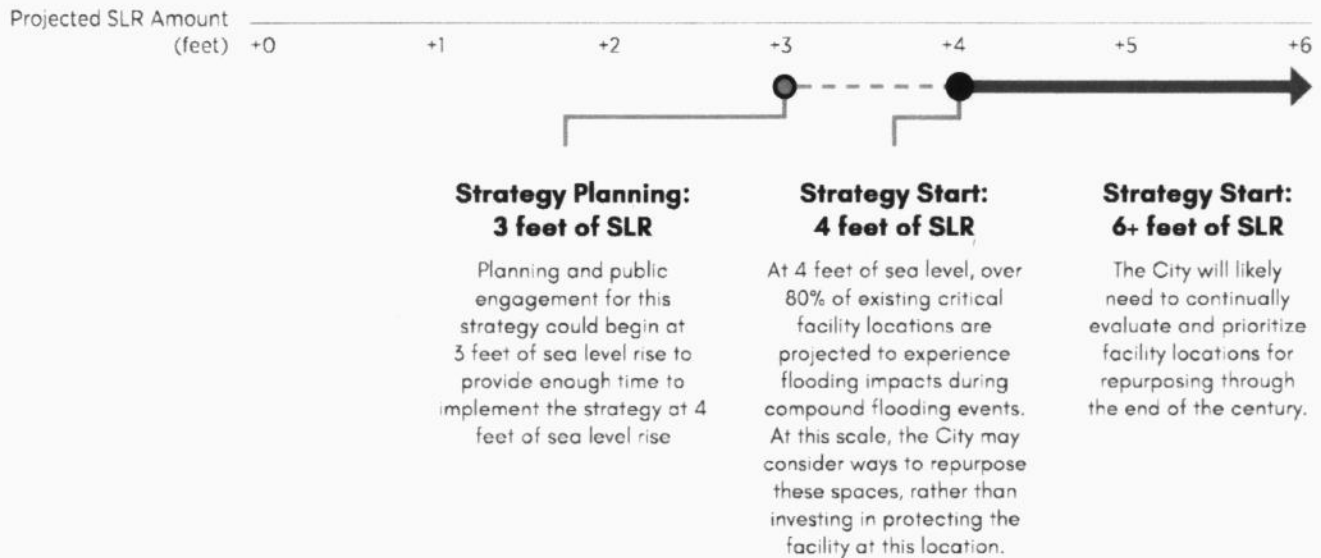 Projected SLR Amount
(feet) +0 +1 +2 +3 +4 +5 +6
Strategy Planning:
3 feet of SLR
Planning and public
engagement for this
strategy could begin at
3 feet of sea level rise to
provide enough time to
implement the strategy at 4
feet of sea level rise
Strategy Start:
4 feet of SLR
At 4 feet of sea level, over
80% of existing critical
facility locations are
projected to experience
flooding impacts during
compound flooding events.
At this scale, the City may
consider ways to repurpose
these spaces, rather than
investing in protecting the
facility at this location.
Strategy Start:
6+ feet of SLR
The City will likely
need to continually
evaluate and prioritize
facility locations for
repurposing through
the end of the century.